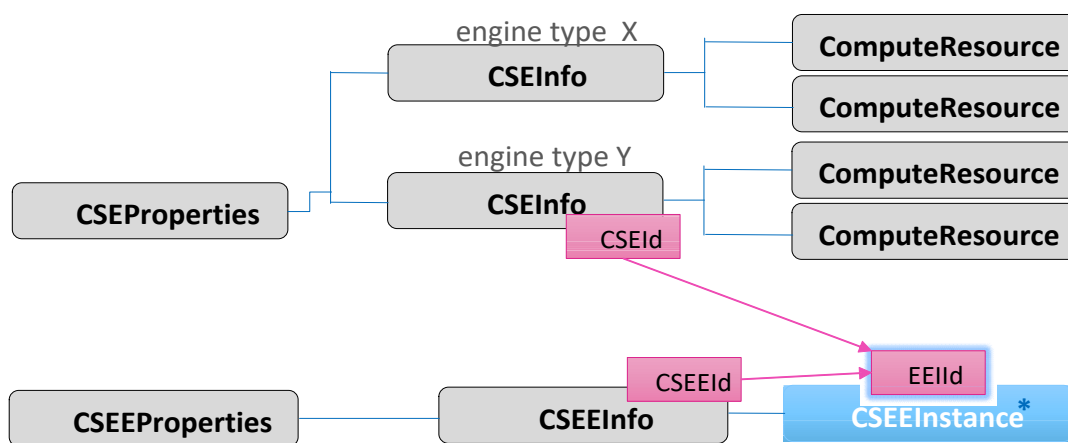 engine type X
CSEInfo
ComputeResource
ComputeResource
engine type Y
CSEInfo
ComputeResource
ComputeResource
CSEProperties
CSEId
EEIId
CSEEId
CSEEProperties
CSEEInfo
CSEEInstance*